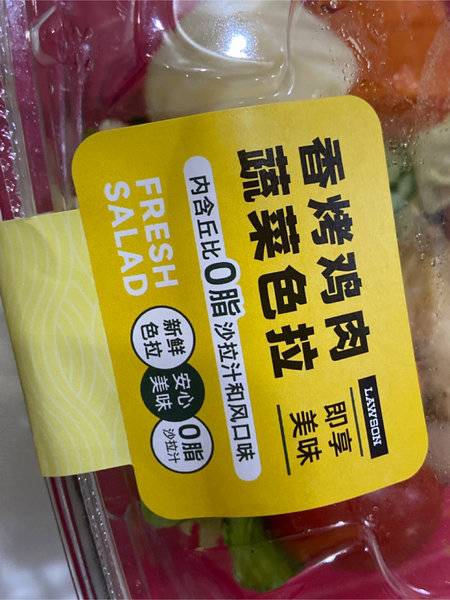 香烤鸡肉
蔬菜色拉
LAWSON
即享
美味
内含丘比0脂沙拉汁和风口味
FRESH
SALAD
新鲜
色拉
安心
美味
0脂
沙拉汁